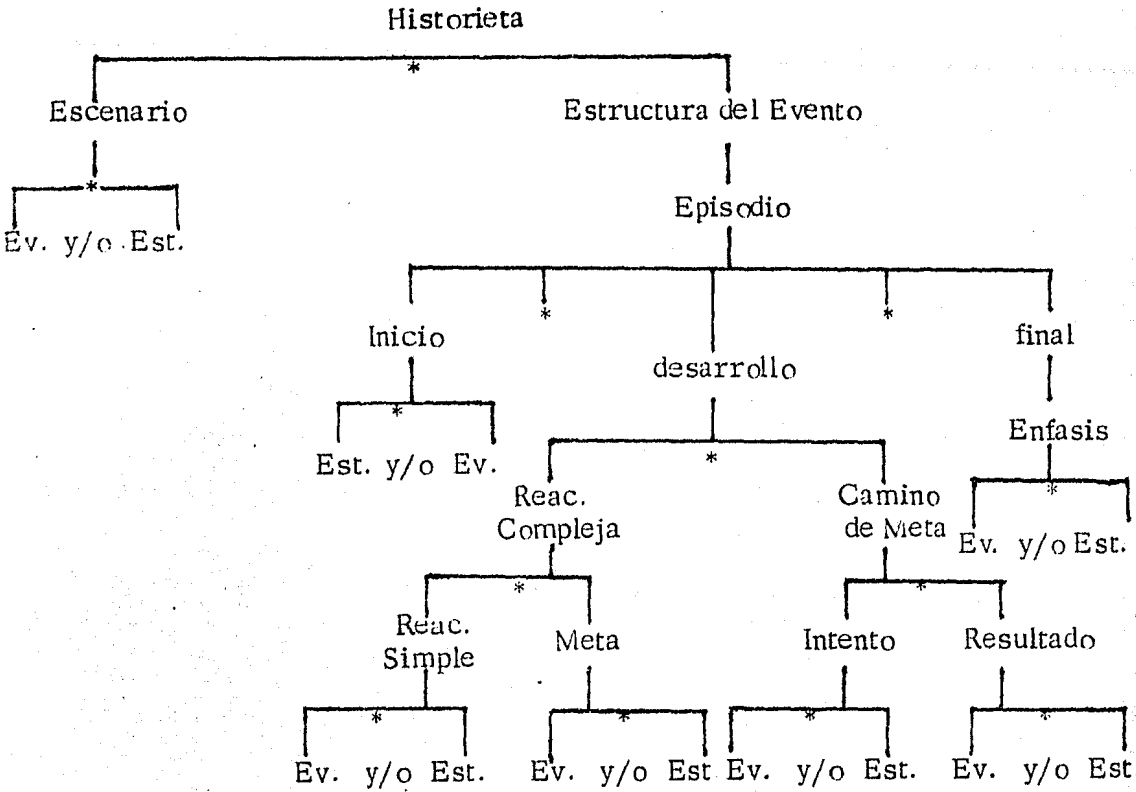 Historieta
*
Escenario Estructura del Evento
*
Ev. y/o Est.
Episodio
* *
Inicio desarrollo final
*
Est. y/o Ev.
*
Enfasis
*
Ev. y/o Est.
Reac.
Compleja
Camino
de Meta
* *
Reac.
Simple
Meta
Intento
Resultado
* * * *
Ev. y/o Est. Ev. y/o Est Ev. y/o Est. Ev. y/o Est